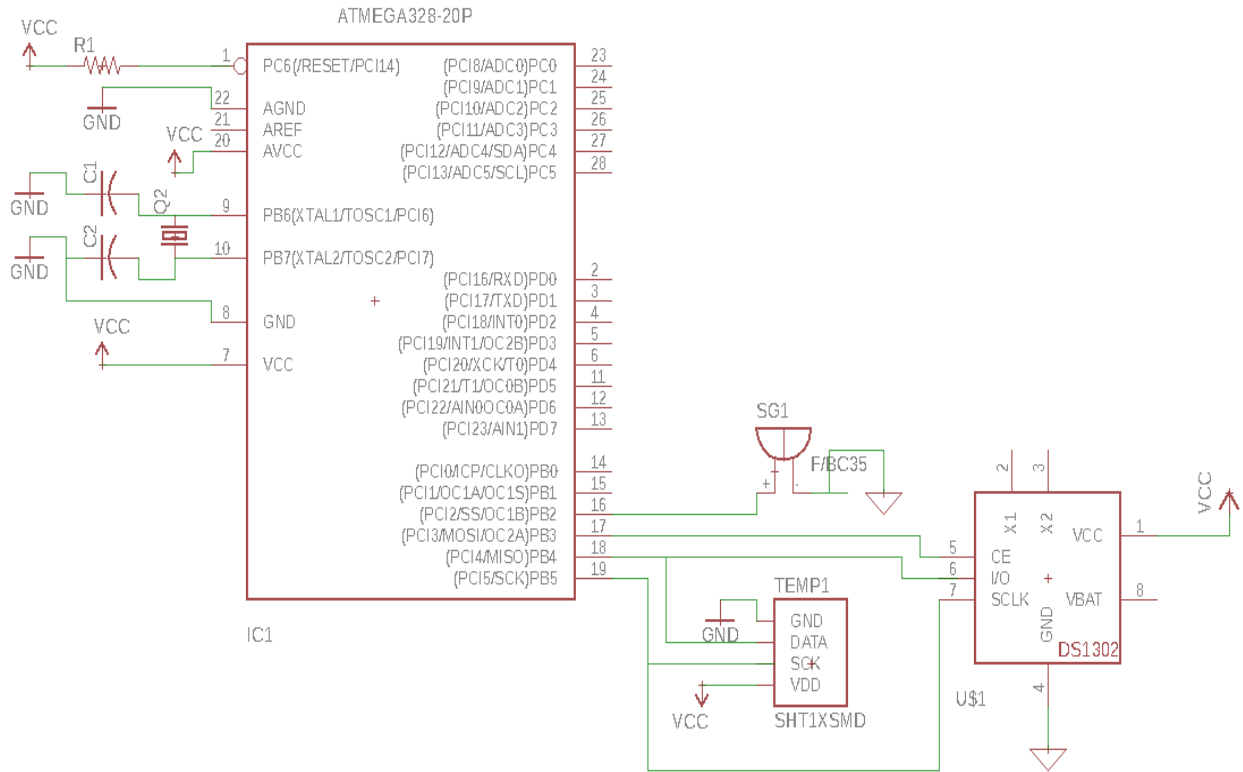 ATMEGA328-20P
VCC
R1
1
PC6(/RESET/PCI14)
(PCI8/ADC0)PC0
23
(PCI9/ADC1)PC1
24
GND
22
AGND
(PCI10/ADC2)PC2
25
21
AREF
(PCI11/ADC3)PC3
26
VCC
20
AVCC
(PCI12/ADC4/SDA)PC4
27
(PCI13/ADC5/SCL)PC5
28
C1
GND
Q2
9
PB6(XTAL1/TOSC1/PCI6)
C2
GND
10
PB7(XTAL2/TOSC2/PCI7)
(PCI16/RXD)PD0
2
(PCI17/TXD)PD1
3
8
GND
(PCI18/INT0)PD2
4
VCC
(PCI19/INT1/OC2B)PD3
5
7
VCC
(PCI20/XCK/T0)PD4
6
(PCI21/T1/OC0B)PD5
11
(PCI22/AIN0OC0A)PD6
12
(PCI23/AIN1)PD7
13
(PCI0/ICP/CLKO)PB0
14
(PCI1/OC1A/OC1S)PB1
15
(PCI2/SS/OC1B)PB2
16
(PCI3/MOSI/OC2A)PB3
17
(PCI4/MISO)PB4
18
(PCI5/SCK)PB5
19
IC1
SG1
F/BC35
+
-
TEMP1
GND
GND
DATA
SCK
VDD
VCC
SHT1XSMD
2
3
X1
X2
VCC
1
VCC
5
CE
6
I/O
7
SCLK
VBAT
8
GND
DS1302
4
U$1